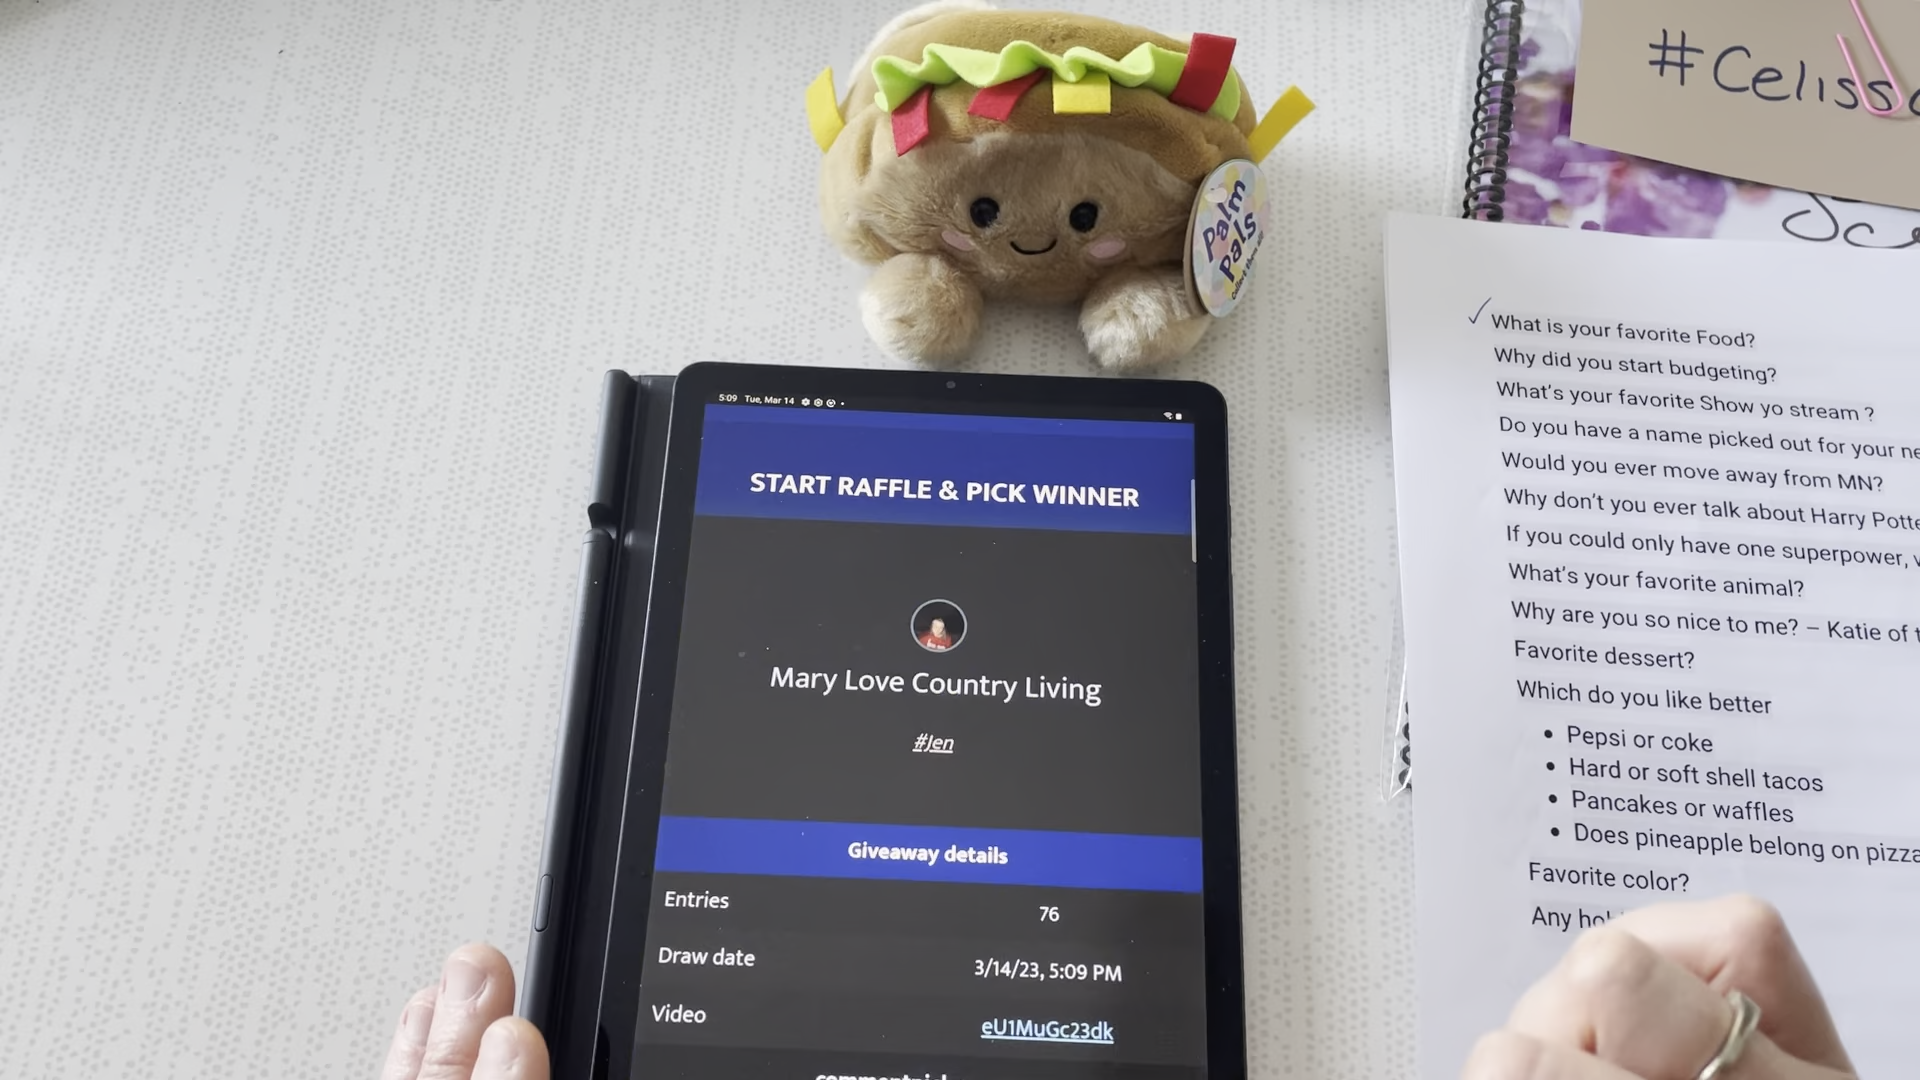 #Celiss
Palm
Pals
5:09 Tue, Mar 14
START RAFFLE & PICK WINNER
Mary Love Country Living
#Jen
Giveaway details
Entries 76
Draw date 3/14/23, 5:09 PM
Video eU1MuGc23dk
What is your favorite Food?
Why did you start budgeting?
What's your favorite Show yo stream ?
Do you have a name picked out for your ne
Would you ever move away from MN?
Why don't you ever talk about Harry Potte
If you could only have one superpower,
What's your favorite animal?
Why are you so nice to me? – Katie of t
Favorite dessert?
Which do you like better
• Pepsi or coke
• Hard or soft shell tacos
• Pancakes or waffles
• Does pineapple belong on pizza
Favorite color?
Any